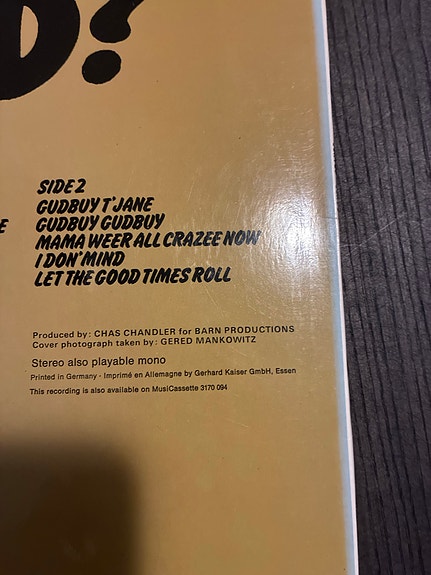 D?
SIDE 2
GUDBUY T'JANE
E GUDBUY GUDBUY
MAMA WEER ALL CRAZEE NOW
I DON' MIND
LET THE GOOD TIMES ROLL
Produced by: CHAS CHANDLER for BARN PRODUCTIONS
Cover photograph taken by: GERED MANKOWITZ
Stereo also playable mono
Printed in Germany · Imprimé en Allemagne by Gerhard Kaiser GmbH, Essen
This recording is also available on MusiCassette 3170 094